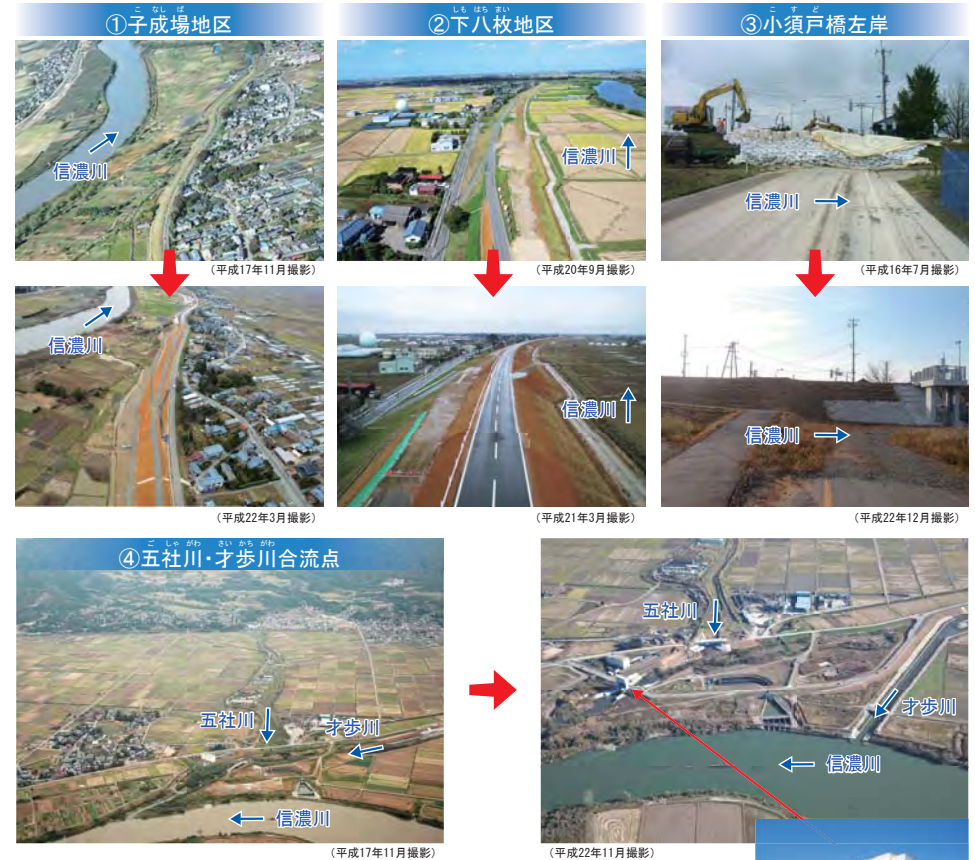 こ なし ば
①子成場地区
しも はち まい
②下八枚地区
こ す ど
③小須戸橋左岸
信濃川
信濃川
信濃川
(平成17年11月撮影)
(平成20年9月撮影)
(平成16年7月撮影)
信濃川
信濃川
信濃川
(平成22年3月撮影)
(平成21年3月撮影)
(平成22年12月撮影)
ご しゃ がわ さい かち がわ
④五社川・才歩川合流点
五社川
才歩川
信濃川
(平成17年11月撮影)
五社川
才歩川
信濃川
(平成22年11月撮影)